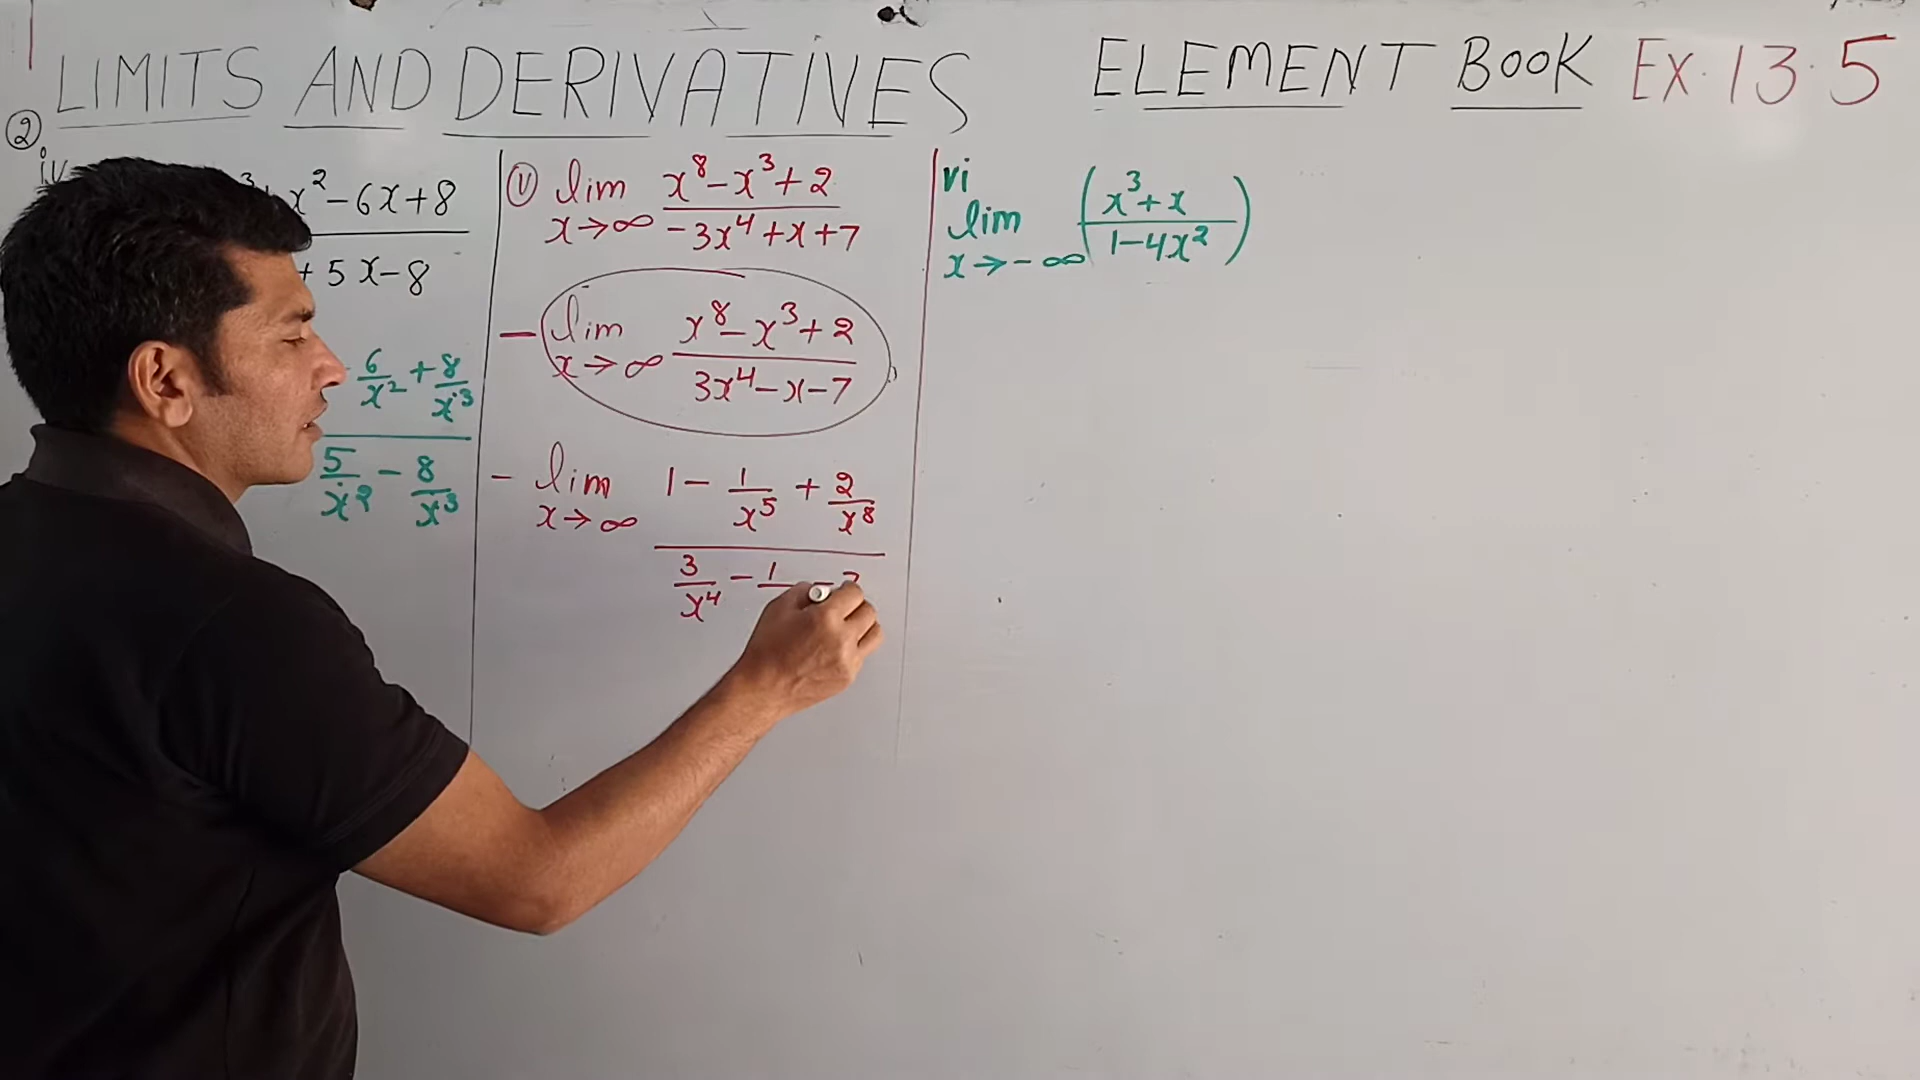 LIMITS AND DERIVATIVES ELEMENT BOOK Ex. 13.5
②
iv
x² - 6x + 8
+ 5x - 8
6/x² + 8/x³
5/x² - 8/x³
ⓥ lim x→∞ (x⁸ - x³ + 2)/(-3x⁴ + x + 7)
- lim x→∞ (x⁸ - x³ + 2)/(3x⁴ - x - 7)
- lim x→∞ 1 - 1/x⁵ + 2/x⁸
3/x⁴ - 1
vi
lim x→-∞ ((x³ + x)/(1 - 4x²))